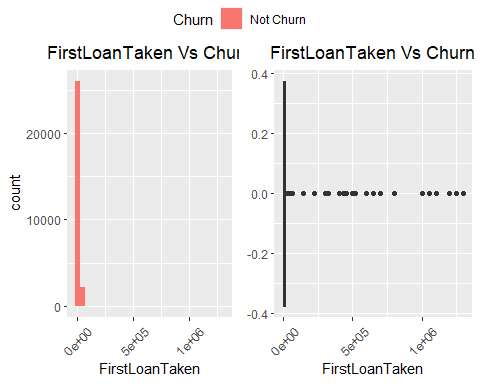 Churn Not Churn
FirstLoanTaken Vs Chur
count
20000
10000
0
0e+00 5e+05 1e+06
FirstLoanTaken
FirstLoanTaken Vs Churn
0.4
0.2
0.0
-0.2
-0.4
0e+00 5e+05 1e+06
FirstLoanTaken